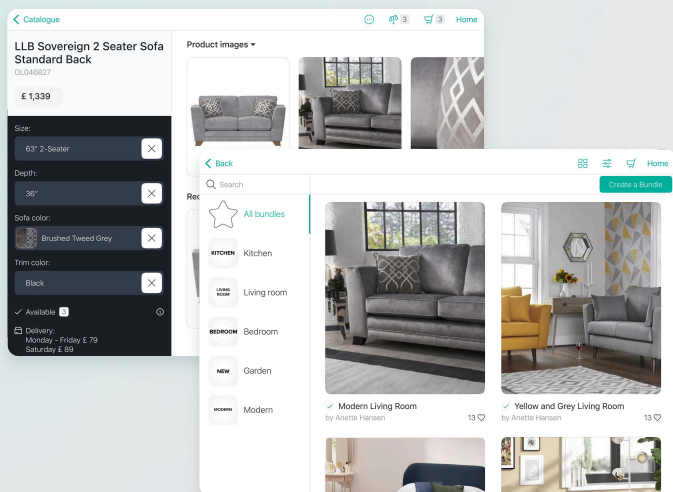 Catalogue
3
3
Home
LLB Sovereign 2 Seater Sofa
Standard Back
OL046827
£ 1,339
Product images
Size:
63" 2-Seater
Depth:
36"
Sofa color:
Brushed Tweed Grey
Trim color:
Black
Available 3
Delivery:
Monday - Friday £ 79
Saturday £ 89
Rec
Back
Home
Search
Create a Bundle
All bundles
KITCHEN Kitchen
LIVING
ROOM
Living room
BEDROOM Bedroom
NEW Garden
MODERN Modern
Modern Living Room
by Anette Hansen
13
Yellow and Grey Living Room
by Anette Hansen
13